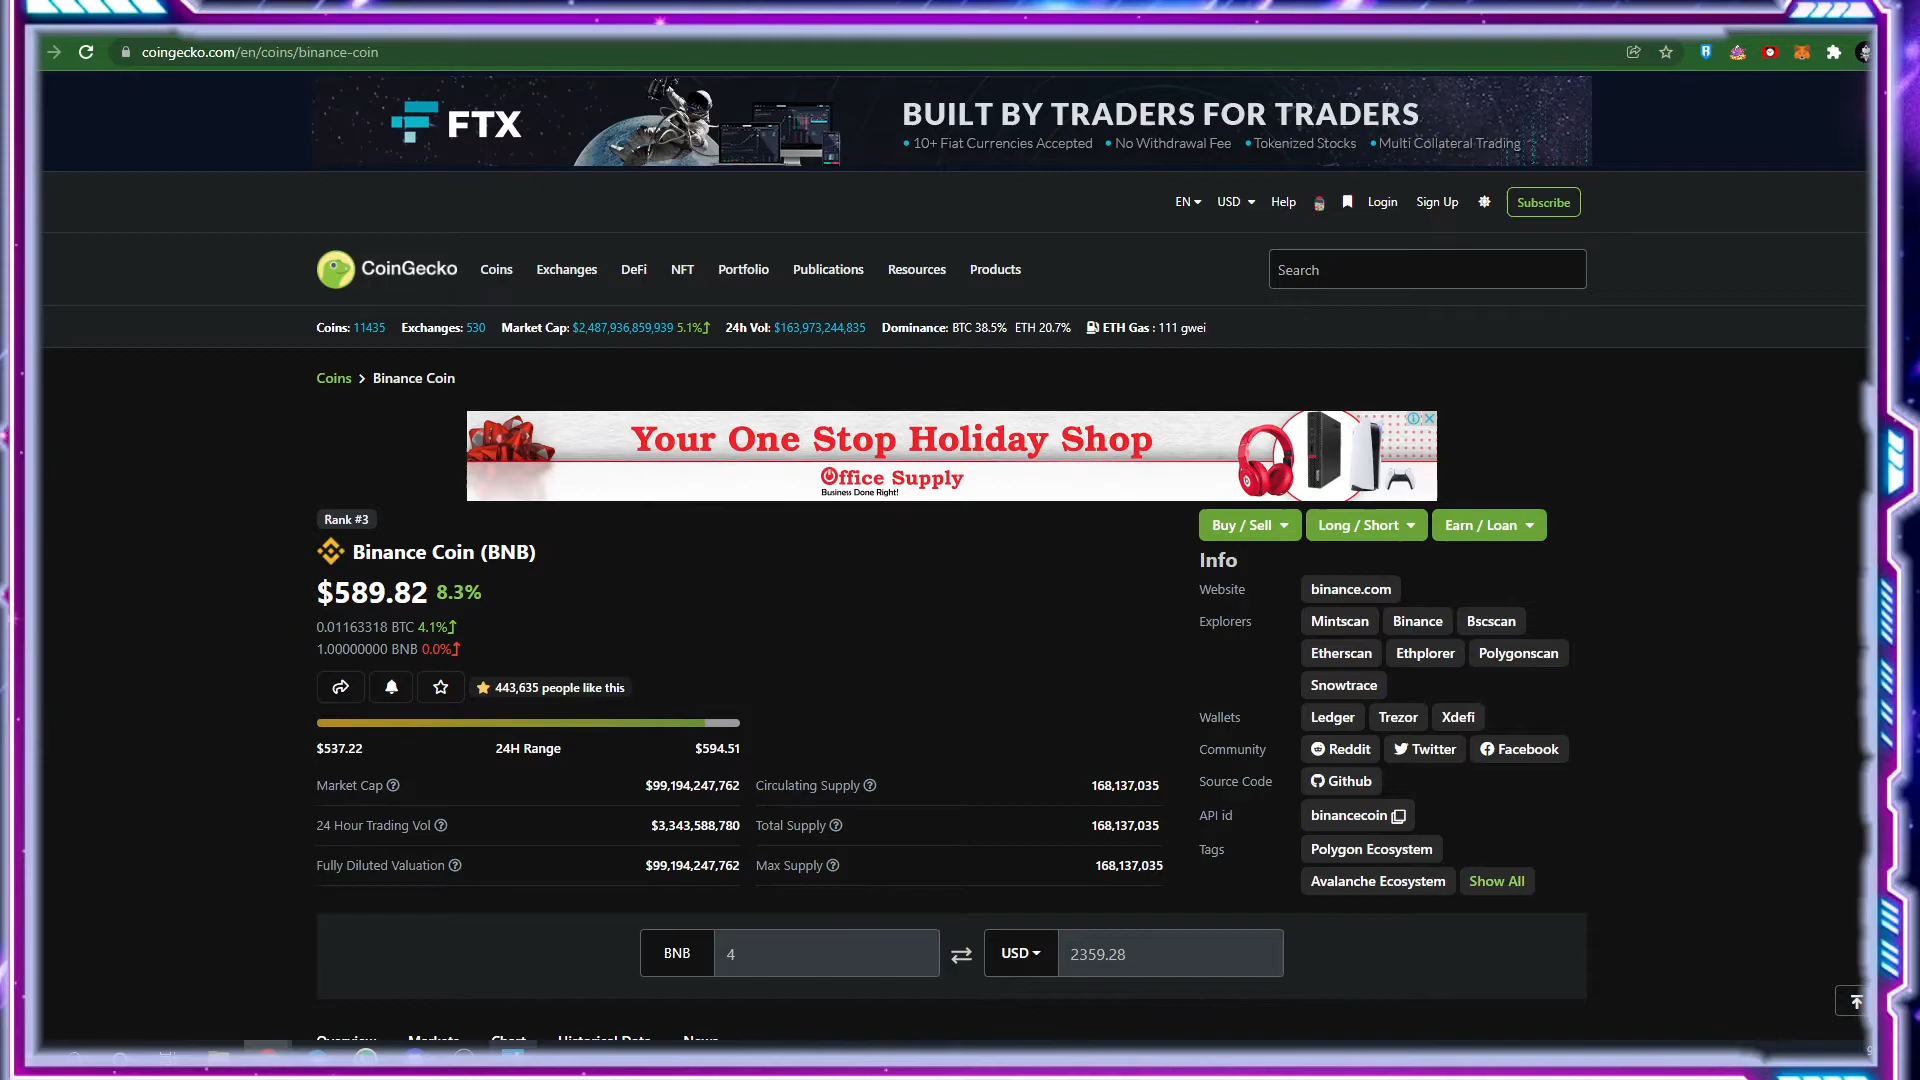 coingecko.com/en/coins/binance-coin
FTX
BUILT BY TRADERS FOR TRADERS
• 10+ Fiat Currencies Accepted • No Withdrawal Fee • Tokenized Stocks • Multi Collateral Trading
EN USD Help Login Sign Up Subscribe
CoinGecko Coins Exchanges DeFi NFT Portfolio Publications Resources Products Search
Coins: 11435 Exchanges: 530 Market Cap: $2,487,936,859,939 5.1% 24h Vol: $163,973,244,835 Dominance: BTC 38.5% ETH 20.7% ETH Gas : 111 gwei
Coins > Binance Coin
Your One Stop Holiday Shop
Office Supply
Business Done Right!
Rank #3
Binance Coin (BNB)
$589.82 8.3%
0.01163318 BTC 4.1%
1.00000000 BNB 0.0%
443,635 people like this
$537.22 24H Range $594.51
Market Cap $99,194,247,762
24 Hour Trading Vol $3,343,588,780
Fully Diluted Valuation $99,194,247,762
Circulating Supply 168,137,035
Total Supply 168,137,035
Max Supply 168,137,035
Buy / Sell Long / Short Earn / Loan
Info
Website binance.com
Explorers Mintscan Binance Bscscan
Etherscan Ethplorer Polygonscan
Snowtrace
Wallets Ledger Trezor Xdefi
Community Reddit Twitter Facebook
Source Code Github
API id binancecoin
Tags Polygon Ecosystem
Avalanche Ecosystem Show All
BNB 4 USD 2359.28
Overview Markets Chart Historical Data News